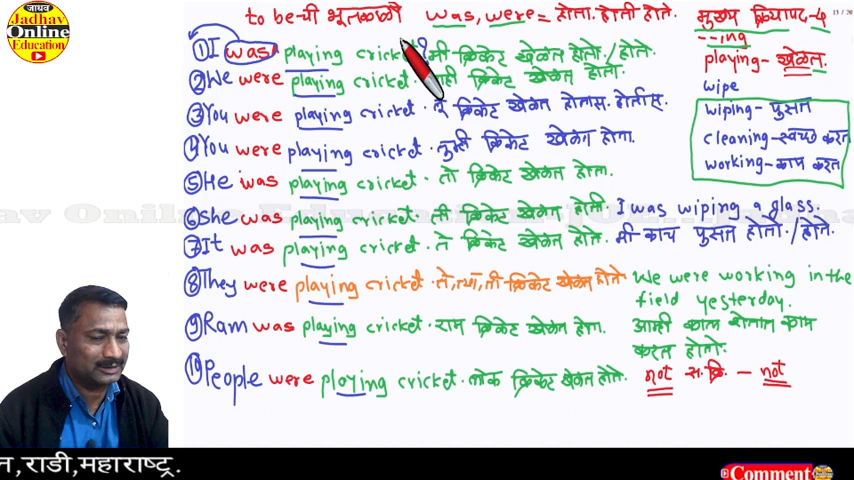 जाधव
Jadhav
Online
Education
to be-ची भूतकाळी was, were = होता. होती होते. मुख्य क्रियापद
13 / 20
--ing
① I was playing cricket मी क्रिकेट खेळत होतो/होते.
playing- खेळत
② We were playing cricket. क्रिकेट खेळत होतो.
wipe
③ You were playing cricket. तू क्रिकेट खेळत होतास. होतीस.
wiping- पुसत
④ You were playing cricket. तुम्ही क्रिकेट खेळत होता.
cleaning- स्वच्छ करत
⑤ He was playing cricket. तो क्रिकेट खेळत होता.
working- काम करत
⑥ she was playing cricket. ती क्रिकेट खेळत होती.
I was wiping a glass.
⑦ It was playing cricket. ते क्रिकेट खेळत होते.
मी काच पुसत होतो./होते.
⑧ They were playing cricket. ते, त्या, ती क्रिकेट खेळत होते
We were working in the
field yesterday.
⑨ Ram was playing cricket. राम क्रिकेट खेळत होता.
आम्ही काल शेतात काम
करत होतो.
⑩ People were playing cricket. लोक क्रिकेट खेळत होते.
not स. क्रि. - not
न,राडी,महाराष्ट्र.
Comment